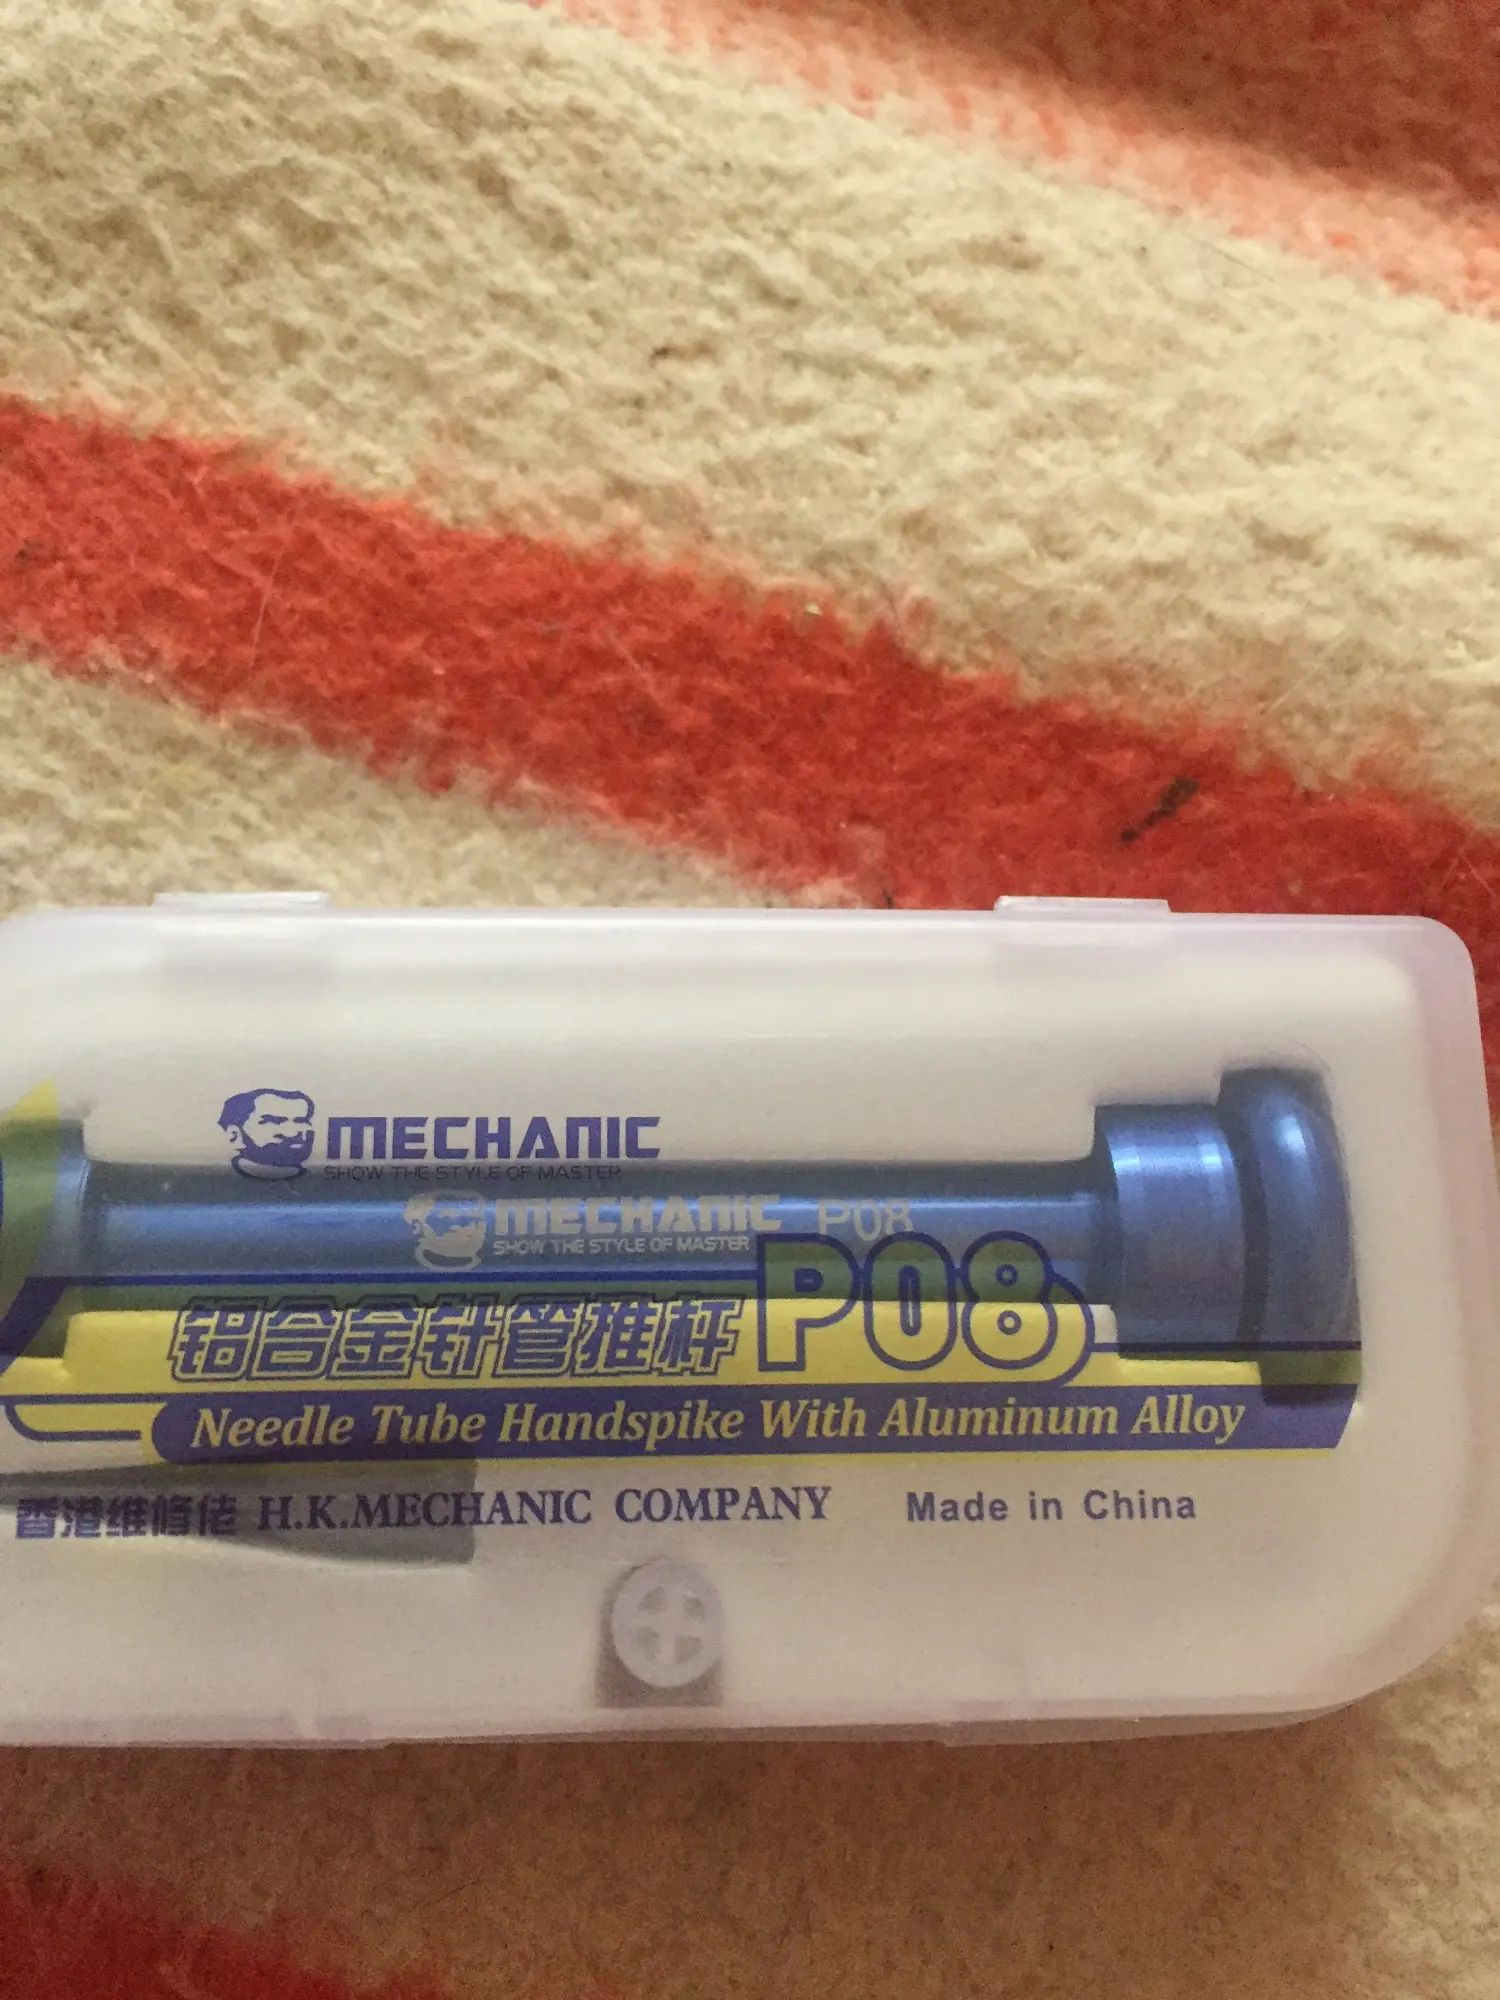 MECHANIC
SHOW THE STYLE OF MASTER
MECHANIC P08
SHOW THE STYLE OF MASTER
铝合金针管推杆 P08
Needle Tube Handspike With Aluminum Alloy
香港维修佬 H.K.MECHANIC COMPANY Made in China